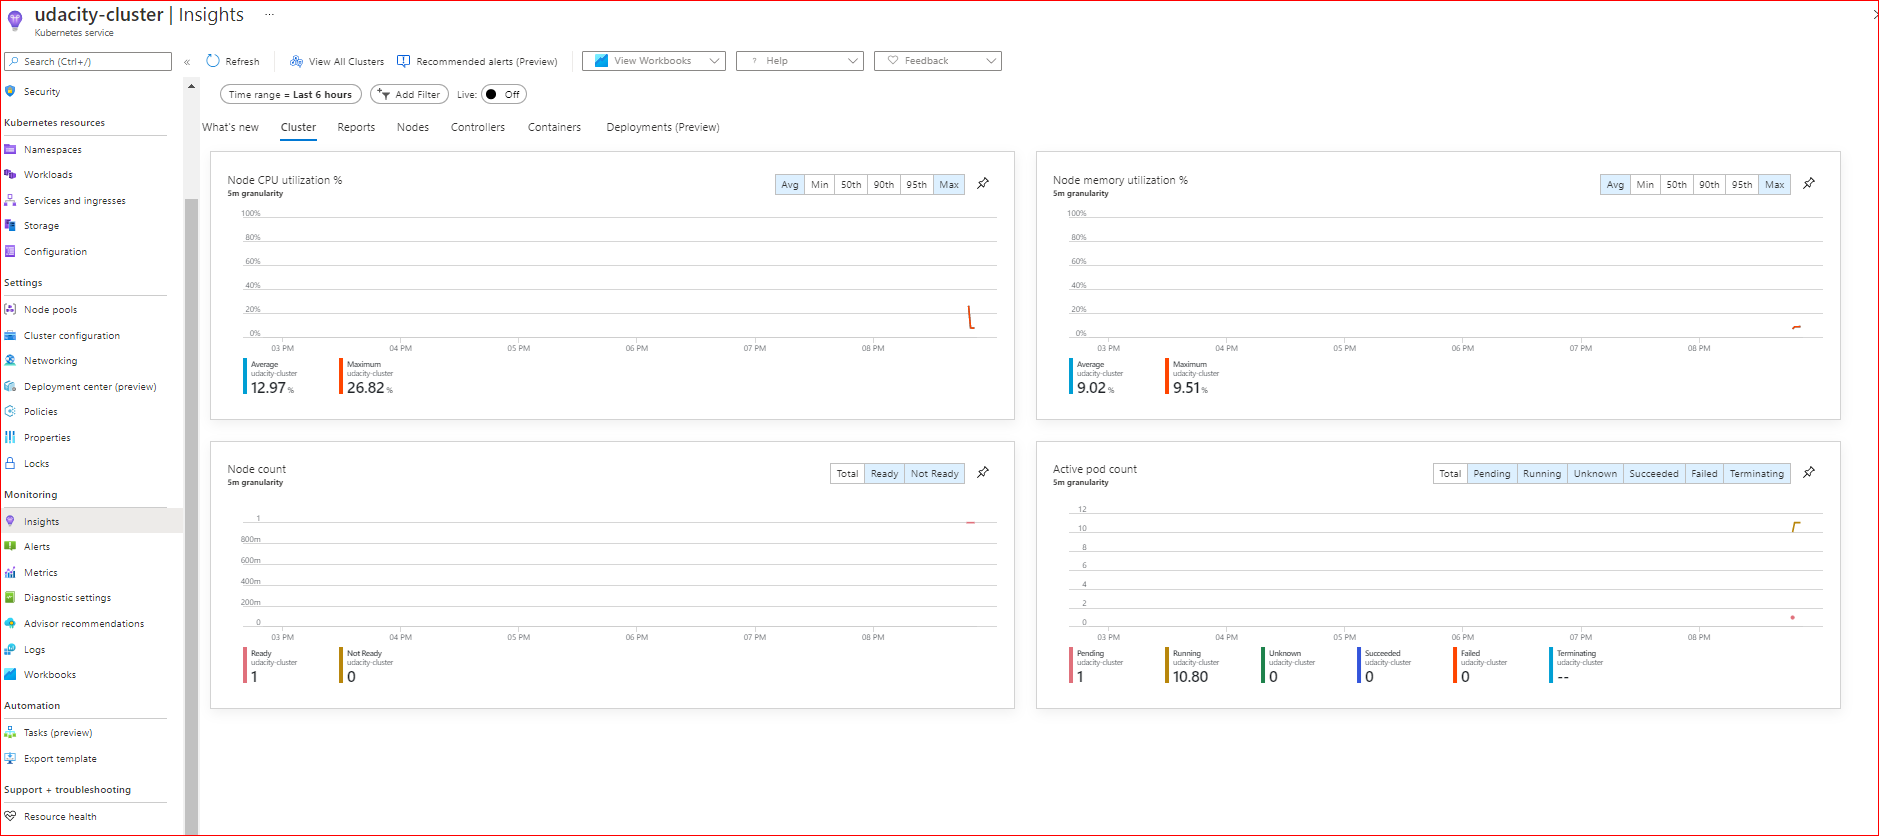 udacity-cluster | Insights ...
Kubernetes service
Search (Ctrl+/)
«
Refresh
View All Clusters
Recommended alerts (Preview)
View Workbooks
? Help
Feedback
Time range = Last 6 hours
Add Filter
Live: Off
What's new
Cluster
Reports
Nodes
Controllers
Containers
Deployments (Preview)
Security
Kubernetes resources
Namespaces
Workloads
Services and ingresses
Storage
Configuration
Settings
Node pools
Cluster configuration
Networking
Deployment center (preview)
Policies
Properties
Locks
Monitoring
Insights
Alerts
Metrics
Diagnostic settings
Advisor recommendations
Logs
Workbooks
Automation
Tasks (preview)
Export template
Support + troubleshooting
Resource health
Node CPU utilization %
5m granularity
Avg Min 50th 90th 95th Max
100%
80%
60%
40%
20%
0%
03 PM 04 PM 05 PM 06 PM 07 PM 08 PM
Average
udacity-cluster
12.97 %
Maximum
udacity-cluster
26.82 %
Node memory utilization %
5m granularity
Avg Min 50th 90th 95th Max
100%
80%
60%
40%
20%
0%
03 PM 04 PM 05 PM 06 PM 07 PM 08 PM
Average
udacity-cluster
9.02 %
Maximum
udacity-cluster
9.51 %
Node count
5m granularity
Total Ready Not Ready
1
800m
600m
400m
200m
0
03 PM 04 PM 05 PM 06 PM 07 PM 08 PM
Ready
udacity-cluster
1
Not Ready
udacity-cluster
0
Active pod count
5m granularity
Total Pending Running Unknown Succeeded Failed Terminating
12
10
8
6
4
2
0
03 PM 04 PM 05 PM 06 PM 07 PM 08 PM
Pending
udacity-cluster
1
Running
udacity-cluster
10.80
Unknown
udacity-cluster
0
Succeeded
udacity-cluster
0
Failed
udacity-cluster
0
Terminating
udacity-cluster
--